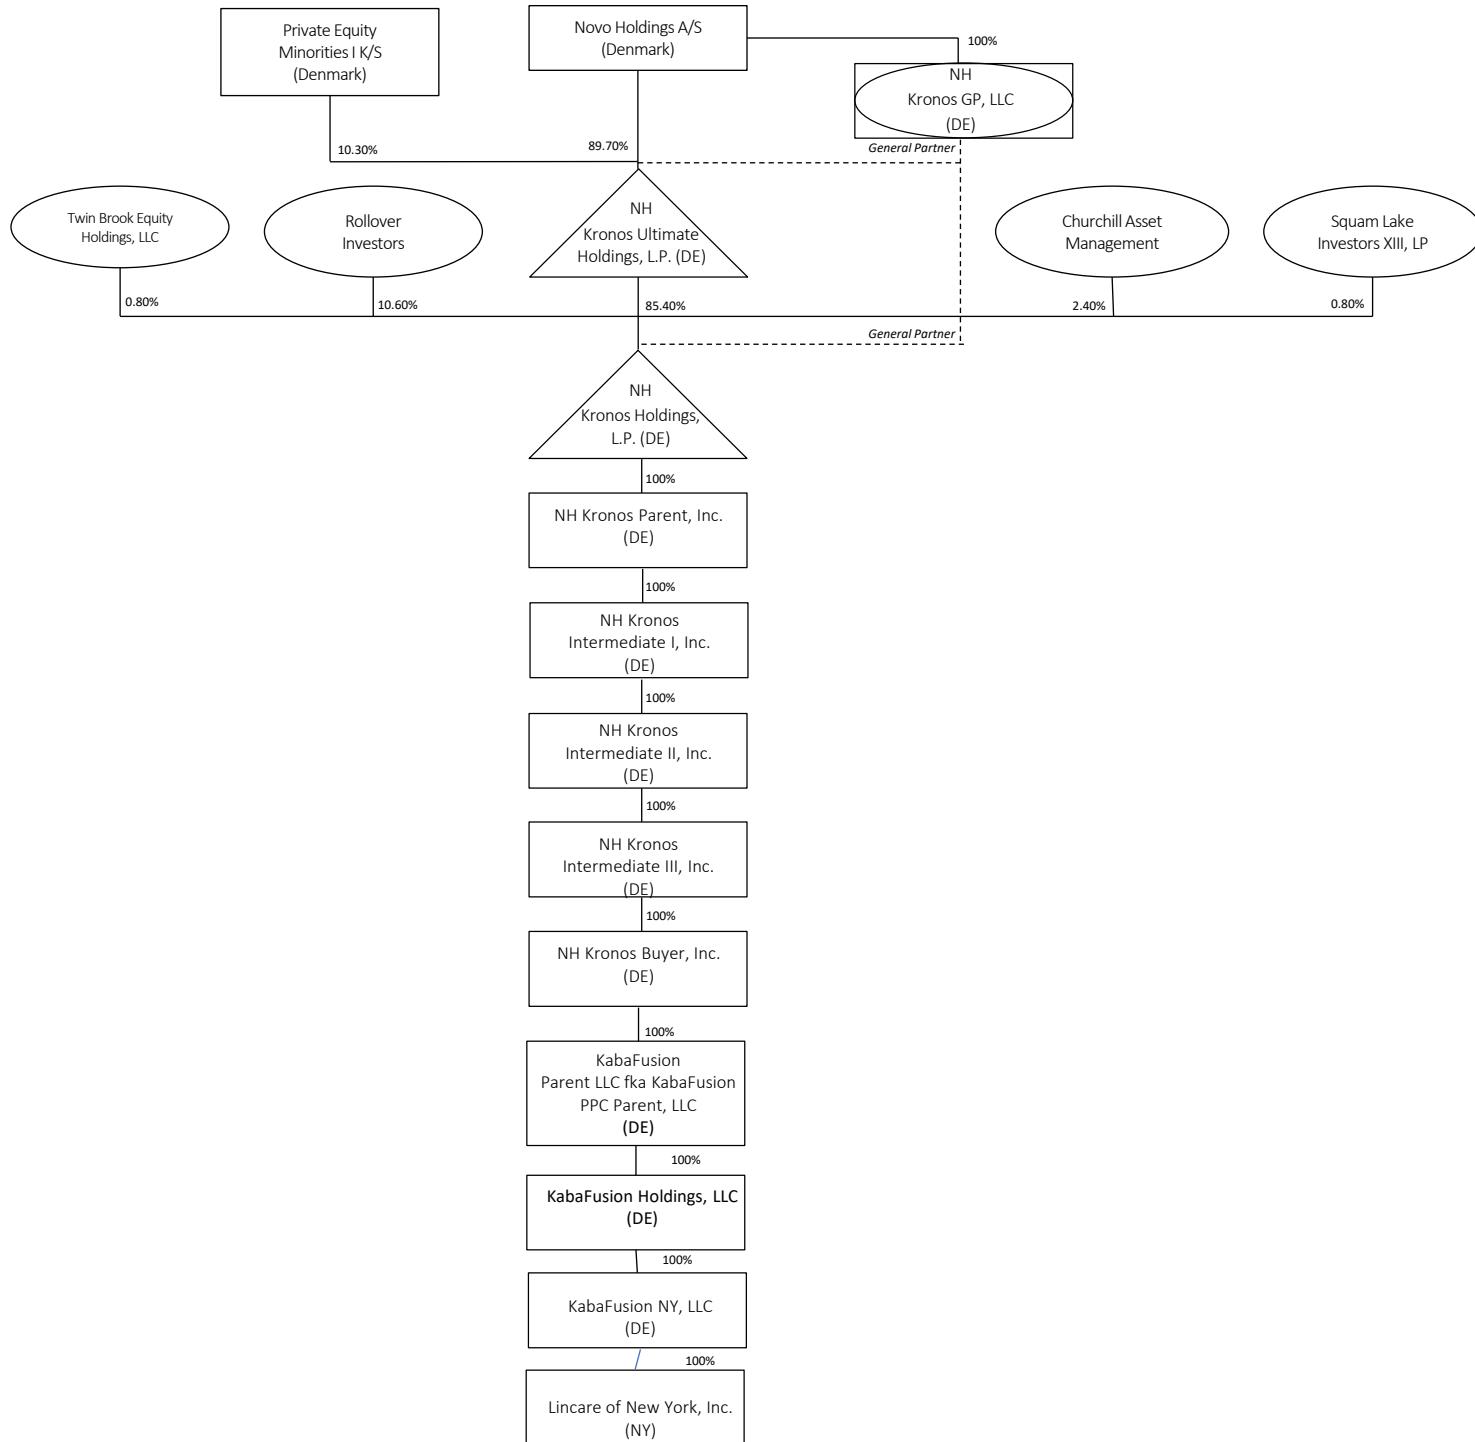 Private Equity
Minorities I K/S
(Denmark)
Novo Holdings A/S
(Denmark)
100%
NH
Kronos GP, LLC
(DE)
10.30%
89.70%
General Partner
Twin Brook Equity
Holdings, LLC
Rollover
Investors
NH
Kronos Ultimate
Holdings, L.P. (DE)
Churchill Asset
Management
Squam Lake
Investors XIII, LP
0.80%
10.60%
85.40%
2.40%
0.80%
General Partner
NH
Kronos Holdings,
L.P. (DE)
100%
NH Kronos Parent, Inc.
(DE)
100%
NH Kronos
Intermediate I, Inc.
(DE)
100%
NH Kronos
Intermediate II, Inc.
(DE)
100%
NH Kronos
Intermediate III, Inc.
(DE)
100%
NH Kronos Buyer, Inc.
(DE)
100%
KabaFusion
Parent LLC fka KabaFusion
PPC Parent, LLC
(DE)
100%
KabaFusion Holdings, LLC
(DE)
100%
KabaFusion NY, LLC
(DE)
100%
Lincare of New York, Inc.
(NY)